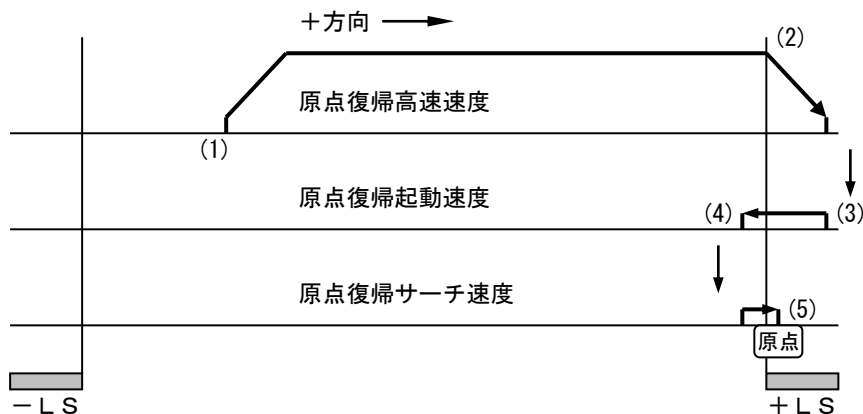 ＋方向
(2)
原点復帰高速速度
(1)
原点復帰起動速度
(4)
(3)
原点復帰サーチ速度
(5)
原点
－ＬＳ
＋ＬＳ